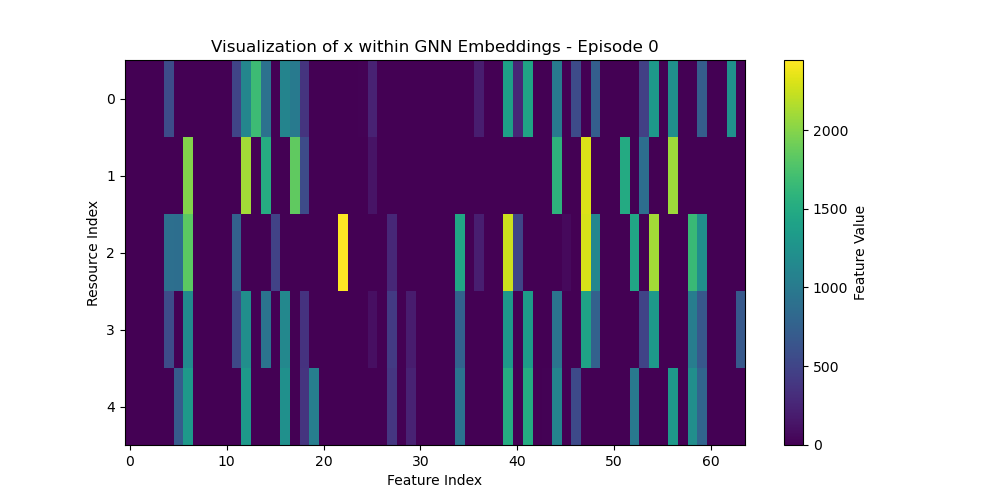 Visualization of x within GNN Embeddings - Episode 0
Resource Index
0
1
2
3
4
0 10 20 30 40 50 60
Feature Index
2000
1500
1000
500
0
Feature Value